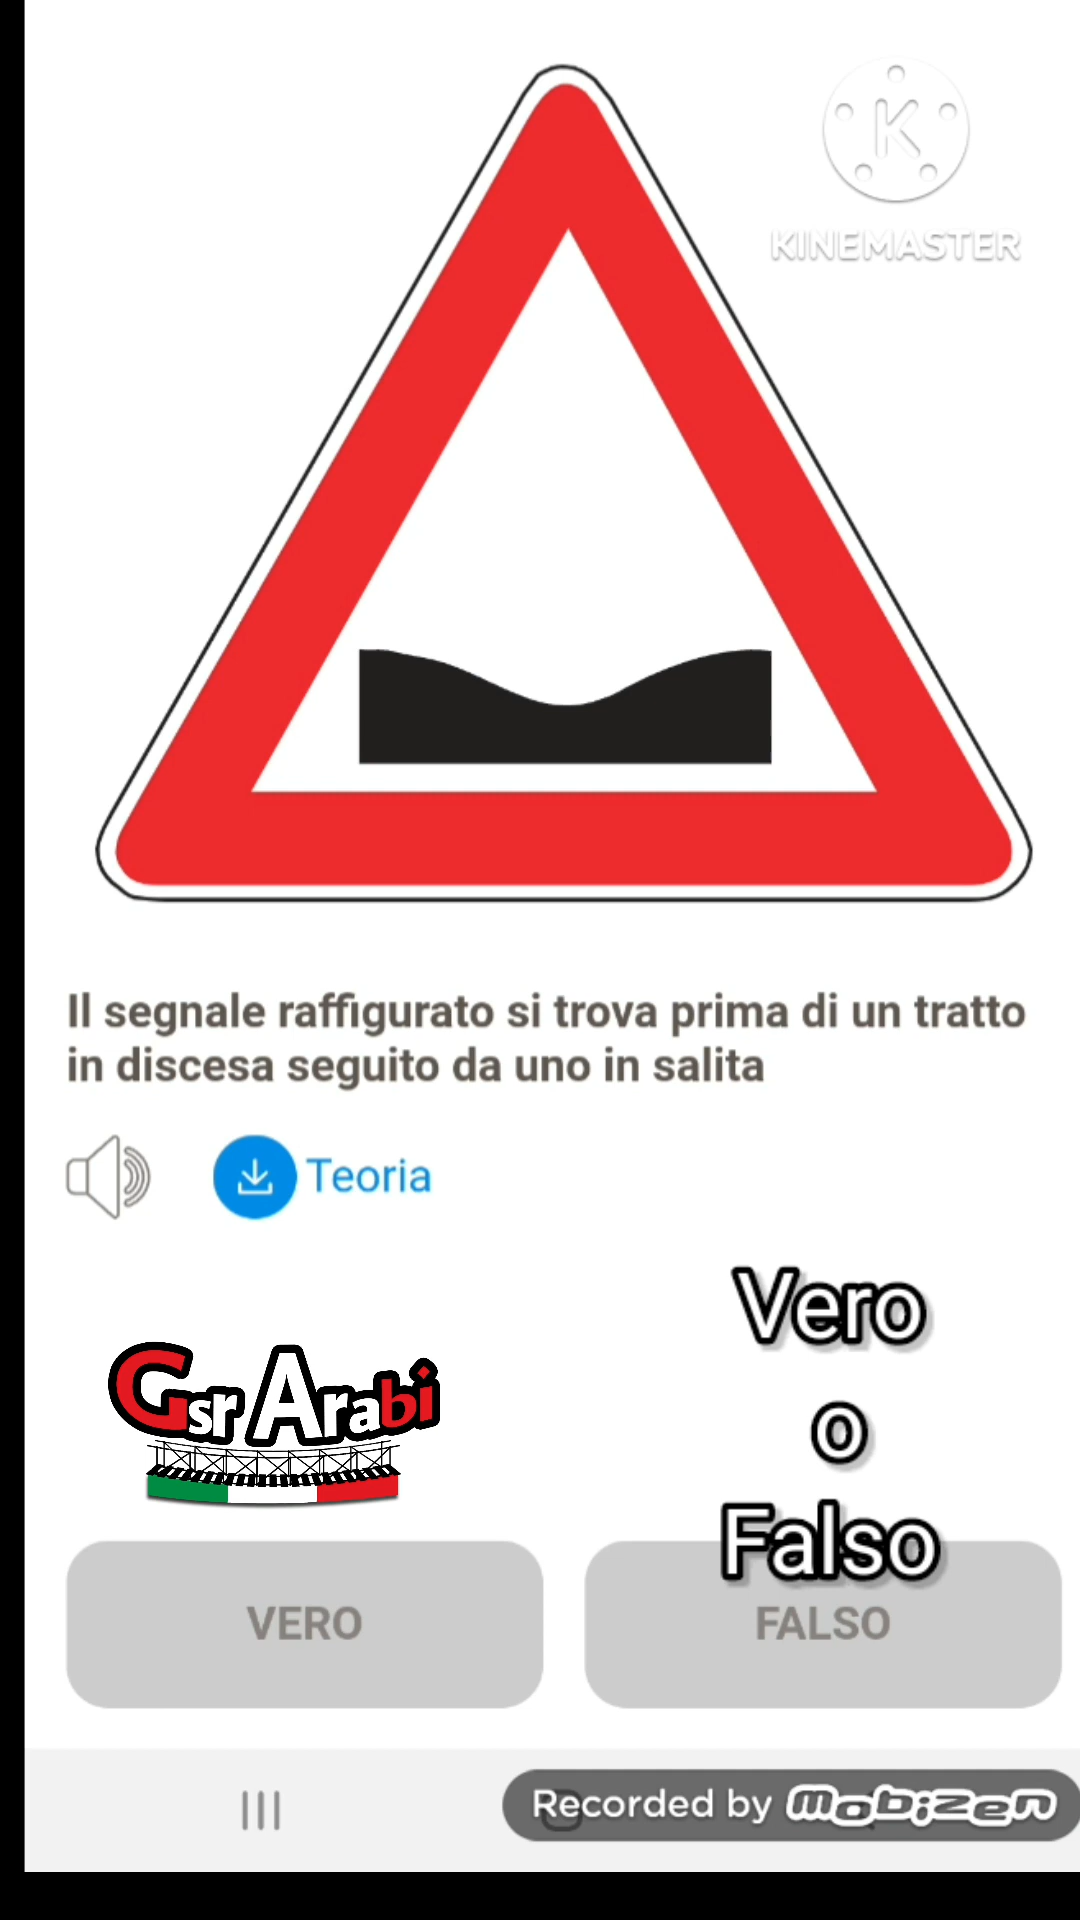 K
KINEMASTER
Il segnale raffigurato si trova prima di un tratto
in discesa seguito da uno in salita
Teoria
Vero
o
Falso
Gsr Arabi
VERO
FALSO
Recorded by mobizen